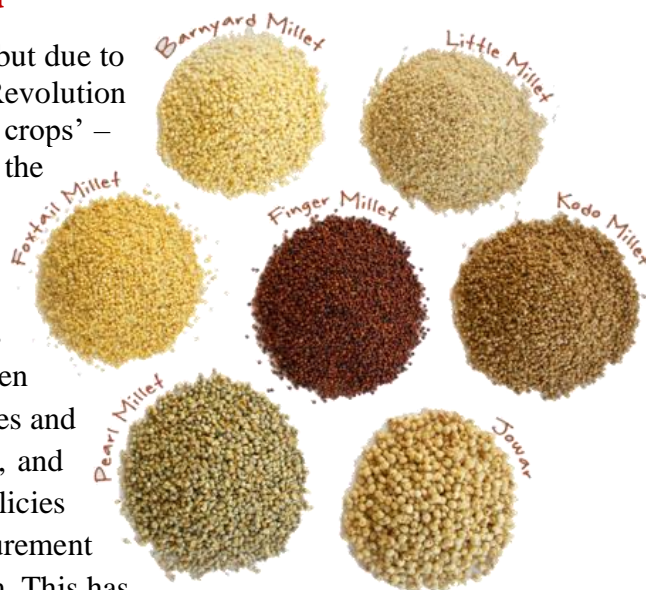 but due to
Revolution
crops' –
the
en
es and
, and
licies
urement
n. This has
Barnyard Millet
Little Millet
Foxtail Millet
Finger Millet
Kodo Millet
Pearl Millet
Jowar